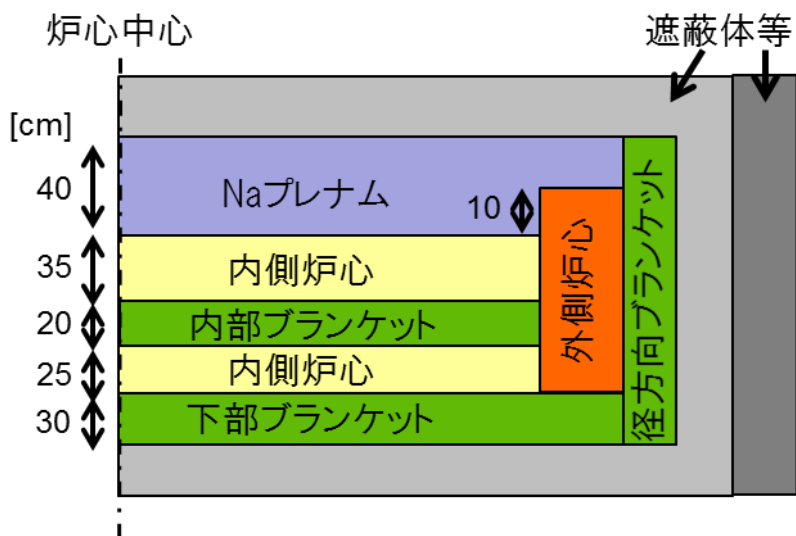 炉心中心
遮蔽体等
[cm]
40
Naプレナム
10
35
内側炉心
20
内部ブランケット
25
内側炉心
30
下部ブランケット
外側炉心
径方向ブランケット